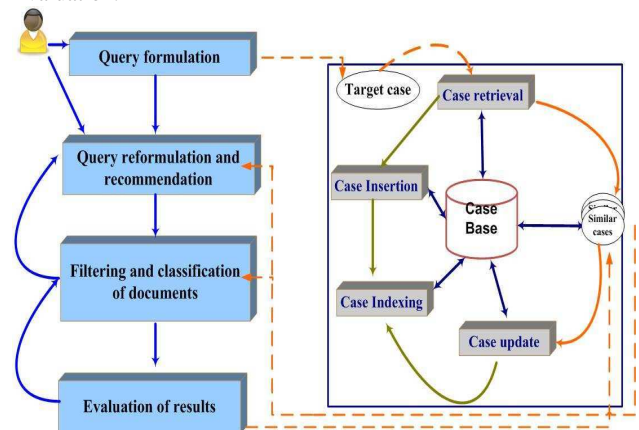 Query formulation
Target case
Case retrieval
Query reformulation and
recommendation
Case Insertion
Case
Base
Similar
cases
Filtering and classification
of documents
Case Indexing
Case update
Evaluation of results